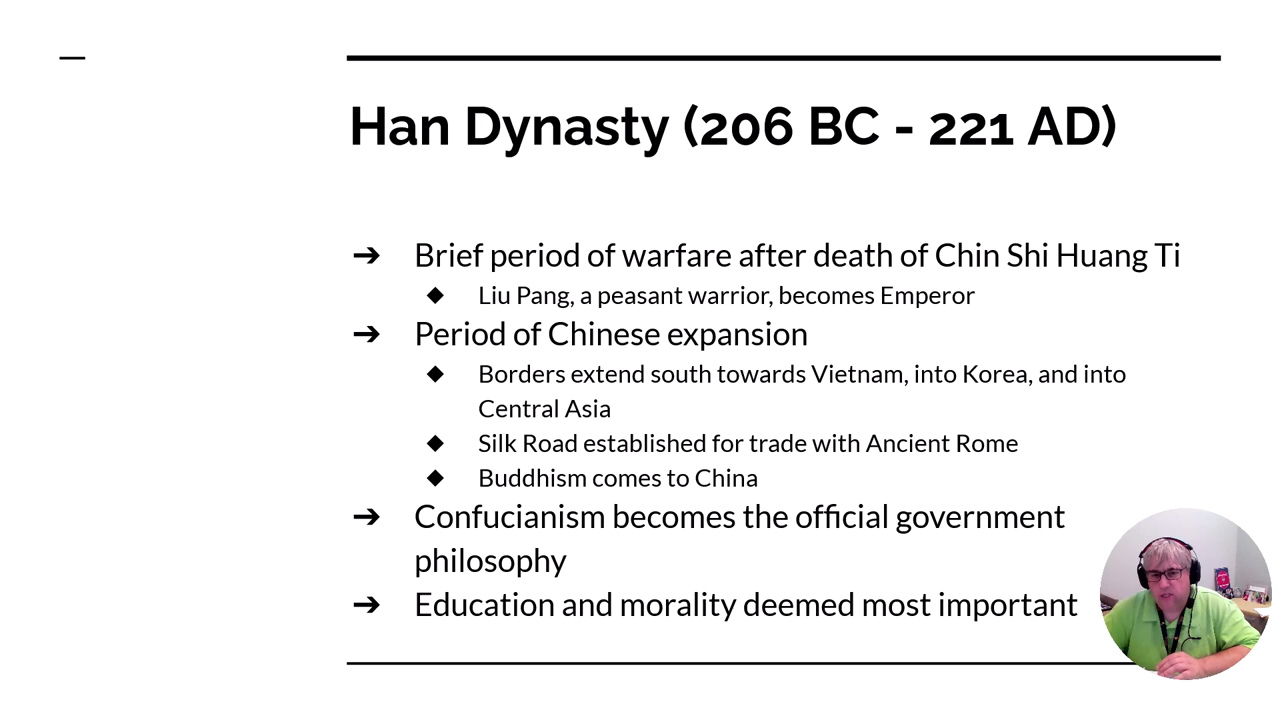 Han Dynasty (206 BC - 221 AD)
➔ Brief period of warfare after death of Chin Shi Huang Ti
◆ Liu Pang, a peasant warrior, becomes Emperor
➔ Period of Chinese expansion
◆ Borders extend south towards Vietnam, into Korea, and into
Central Asia
◆ Silk Road established for trade with Ancient Rome
◆ Buddhism comes to China
➔ Confucianism becomes the official government
philosophy
➔ Education and morality deemed most important